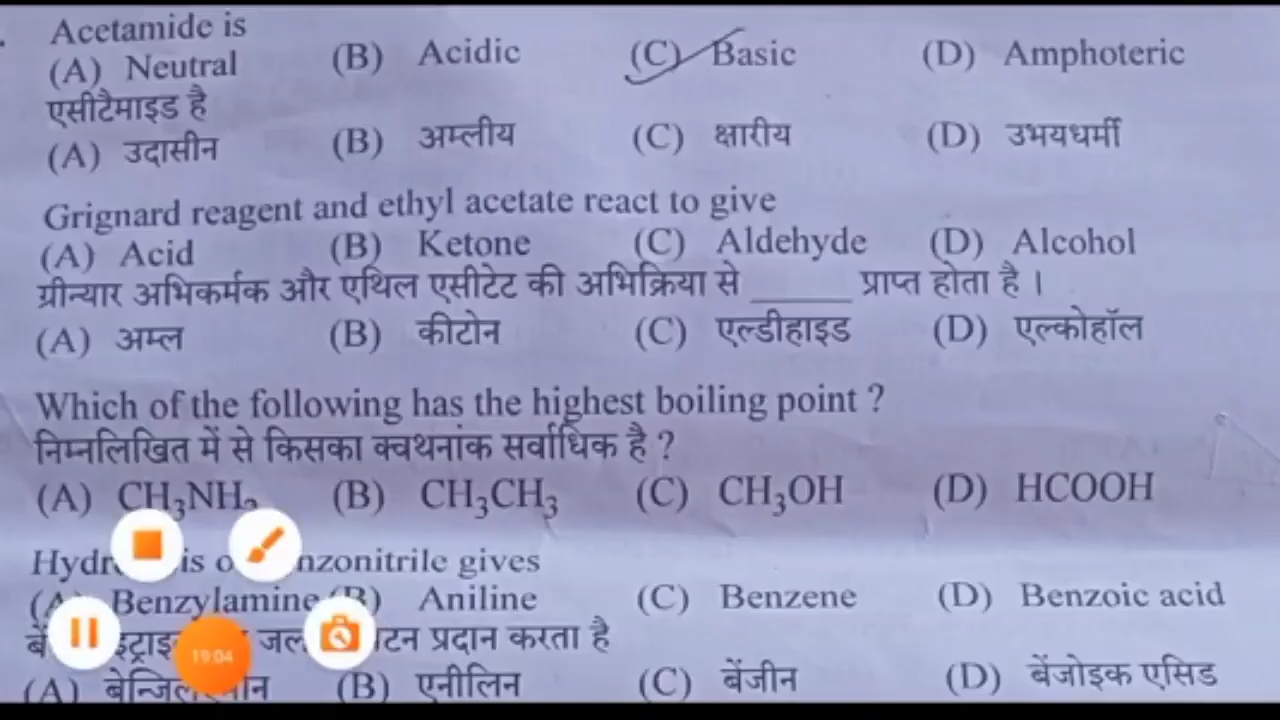 Acetamide is
(A) Neutral (B) Acidic (C) Basic (D) Amphoteric
एसीटैमाइड है
(A) उदासीन (B) अम्लीय (C) क्षारीय (D) उभयधर्मी
Grignard reagent and ethyl acetate react to give
(A) Acid (B) Ketone (C) Aldehyde (D) Alcohol
ग्रीन्यार अभिकर्मक और एथिल एसीटेट की अभिक्रिया से ______ प्राप्त होता है ।
(A) अम्ल (B) कीटोन (C) एल्डीहाइड (D) एल्कोहॉल
Which of the following has the highest boiling point ?
निम्नलिखित में से किसका क्वथनांक सर्वाधिक है ?
(A) CH₃NH₂ (B) CH₃CH₃ (C) CH₃OH (D) HCOOH
gives
Benzylamine (B) Aniline (C) Benzene (D) Benzoic acid
प्रदान करता है
19:04
(A) (B) एनीलिन (C) बेंजीन (D) बेंजोइक एसिड